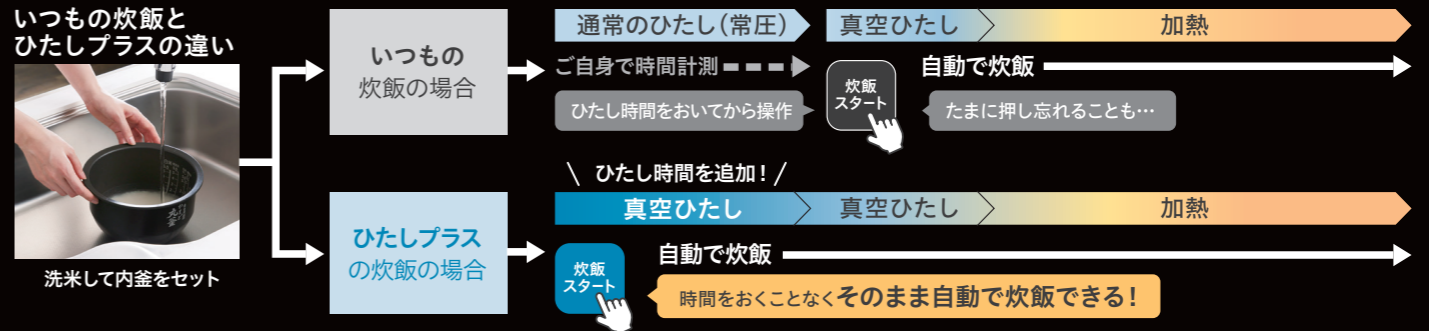 いつもの炊飯と
ひたしプラスの違い
洗米して内釜をセット
いつもの
炊飯の場合
通常のひたし(常圧)
真空ひたし
加熱
ご自身で時間計測
ひたし時間をおいてから操作
炊飯
スタート
自動で炊飯
たまに押し忘れることも…
ひたしプラス
の炊飯の場合
\ ひたし時間を追加! /
真空ひたし
真空ひたし
加熱
炊飯
スタート
自動で炊飯
時間をおくことなくそのまま自動で炊飯できる!